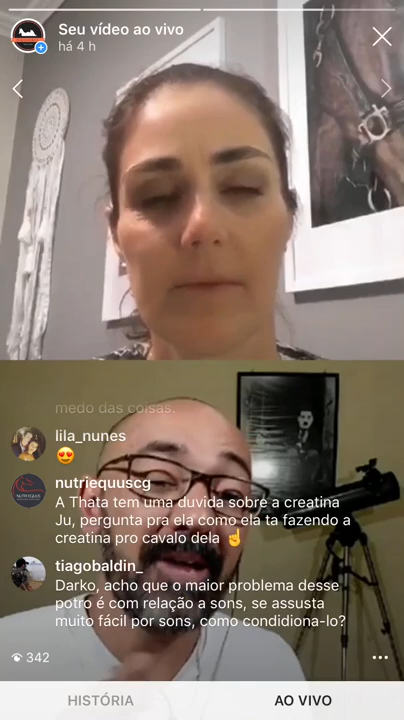 Seu vídeo ao vivo
há 4 h
medo das coisas.
lila_nunes
😍
nutriequuscg
A Thata tem uma duvida sobre a creatina
Ju, pergunta pra ela como ela ta fazendo a
creatina pro cavalo dela ☝️
tiagobaldin_
Darko, acho que o maior problema desse
potro é com relação a sons, se assusta
muito fácil por sons, como condidiona-lo?
342
HISTÓRIA
AO VIVO